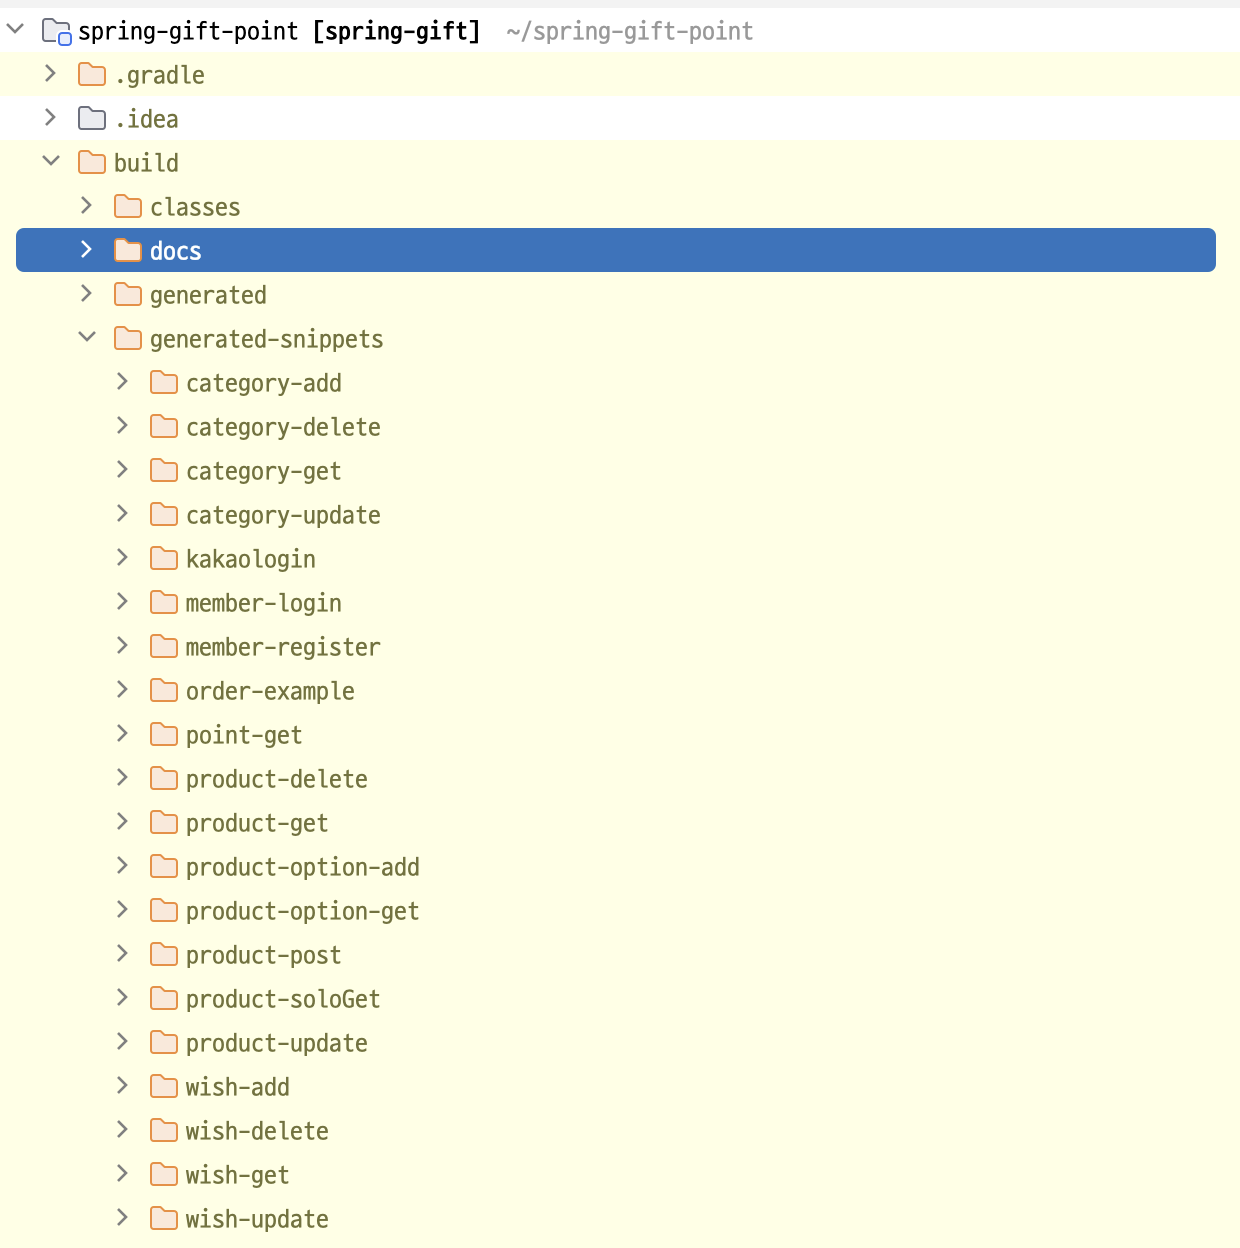 spring-gift-point [spring-gift] ~/spring-gift-point
.gradle
.idea
build
classes
docs
generated
generated-snippets
category-add
category-delete
category-get
category-update
kakaologin
member-login
member-register
order-example
point-get
product-delete
product-get
product-option-add
product-option-get
product-post
product-soloGet
product-update
wish-add
wish-delete
wish-get
wish-update